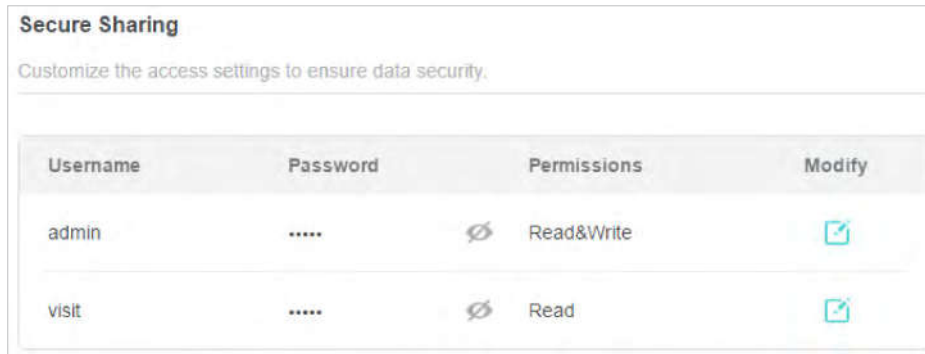 Secure Sharing
Customize the access settings to ensure data security.
Username Password Permissions Modify
admin ••••• Read&Write
visit ••••• Read